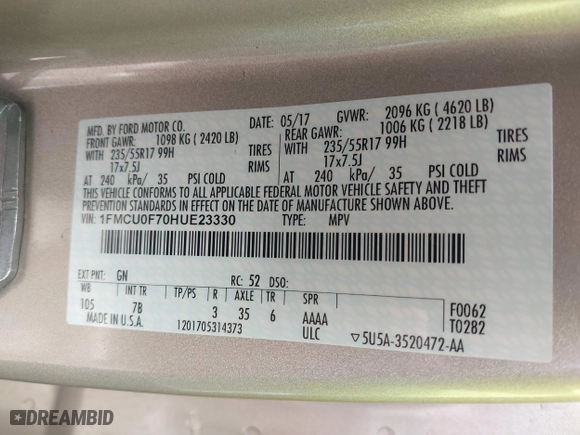 MFD. BY FORD MOTOR CO.
DATE: 05/17 GVWR: 2096 KG ( 4620 LB)
FRONT GAWR: 1098 KG ( 2420 LB)
REAR GAWR: 1006 KG ( 2218 LB)
WITH 235/55R17 99H TIRES
WITH 235/55R17 99H TIRES
17x7.5J RIMS
17x7.5J RIMS
AT 240 kPa/ 35 PSI COLD
AT 240 kPa/ 35 PSI COLD
THIS VEHICLE CONFORMS TO ALL APPLICABLE FEDERAL MOTOR VEHICLE SAFETY AND THEFT
PREVENTION STANDARDS IN EFFECT ON THE DATE OF MANUFACTURE SHOWN ABOVE.
VIN: 1FMCU0F70HUE23330 TYPE: MPV
EXT PNT: GN RC: 52 DSO:
WB INT TR TP/PS R AXLE TR SPR
105 7B 3 35 6 AAAA
F0062
T0282
MADE IN U.S.A. 1201705314373 ULC
▽5U5A-3520472-AA
DREAMBID